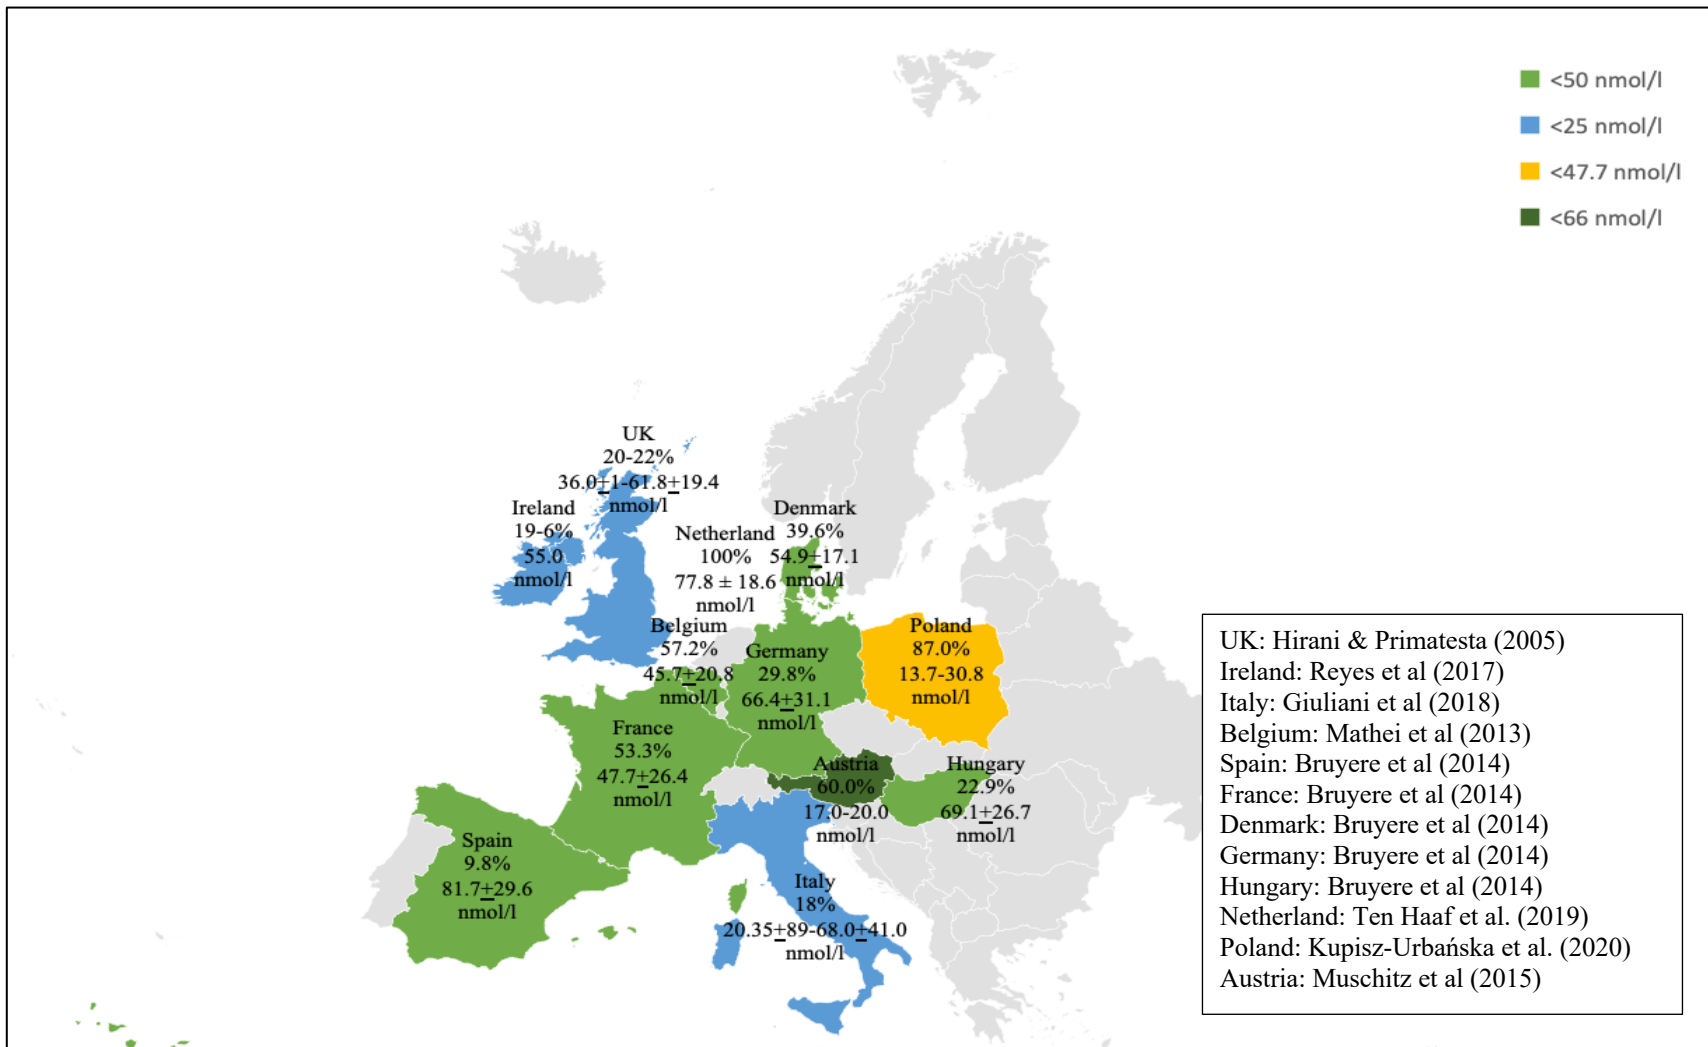 <50 nmol/l
<25 nmol/l
<47.7 nmol/l
<66 nmol/l
UK
20-22%
36.0±1-61.8±19.4
nmol/l
Ireland
19-6%
55.0
nmol/l
Denmark
39.6%
54.9±17.1
nmol/l
Netherland
100%
77.8 ± 18.6
nmol/l
Belgium
57.2%
45.7±20.8
nmol/l
Germany
29.8%
66.4±31.1
nmol/l
Poland
87.0%
13.7-30.8
nmol/l
France
53.3%
47.7±26.4
nmol/l
Austria
60.0%
17.0-20.0
nmol/l
Hungary
22.9%
69.1±26.7
nmol/l
Spain
9.8%
81.7±29.6
nmol/l
Italy
18%
20.35±89-68.0±41.0
nmol/l
UK: Hirani & Primatesta (2005)
Ireland: Reyes et al (2017)
Italy: Giuliani et al (2018)
Belgium: Mathei et al (2013)
Spain: Bruyere et al (2014)
France: Bruyere et al (2014)
Denmark: Bruyere et al (2014)
Germany: Bruyere et al (2014)
Hungary: Bruyere et al (2014)
Netherland: Ten Haaf et al. (2019)
Poland: Kupisz-Urbańska et al. (2020)
Austria: Muschitz et al (2015)